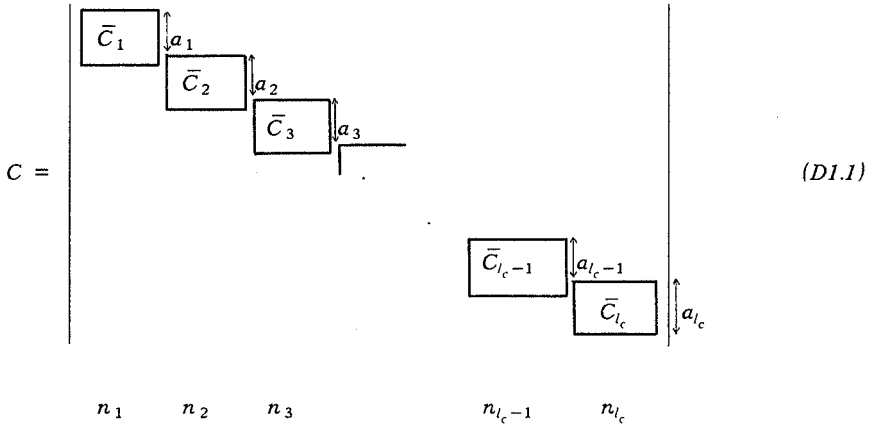 C̄₁ a₁
C̄₂ a₂
C̄₃ a₃
C = (D1.1)
C̄_{l_c−1} a_{l_c−1}
C̄_{l_c} a_{l_c}
n₁ n₂ n₃ n_{l_c−1} n_{l_c}